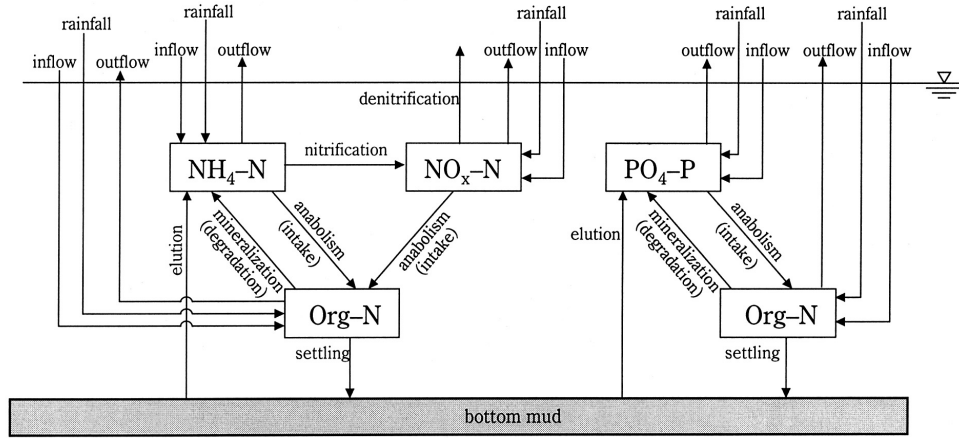 rainfall
rainfall
rainfall
rainfall
rainfall
inflow
outflow
inflow
outflow
outflow
inflow
outflow
inflow
outflow
inflow
denitrification
NH4–N
nitrification
NOx–N
PO4–P
elution
mineralization
(degradation)
anabolism
(intake)
anabolism
(intake)
elution
mineralization
(degradation)
anabolism
(intake)
Org–N
Org–N
settling
settling
bottom mud